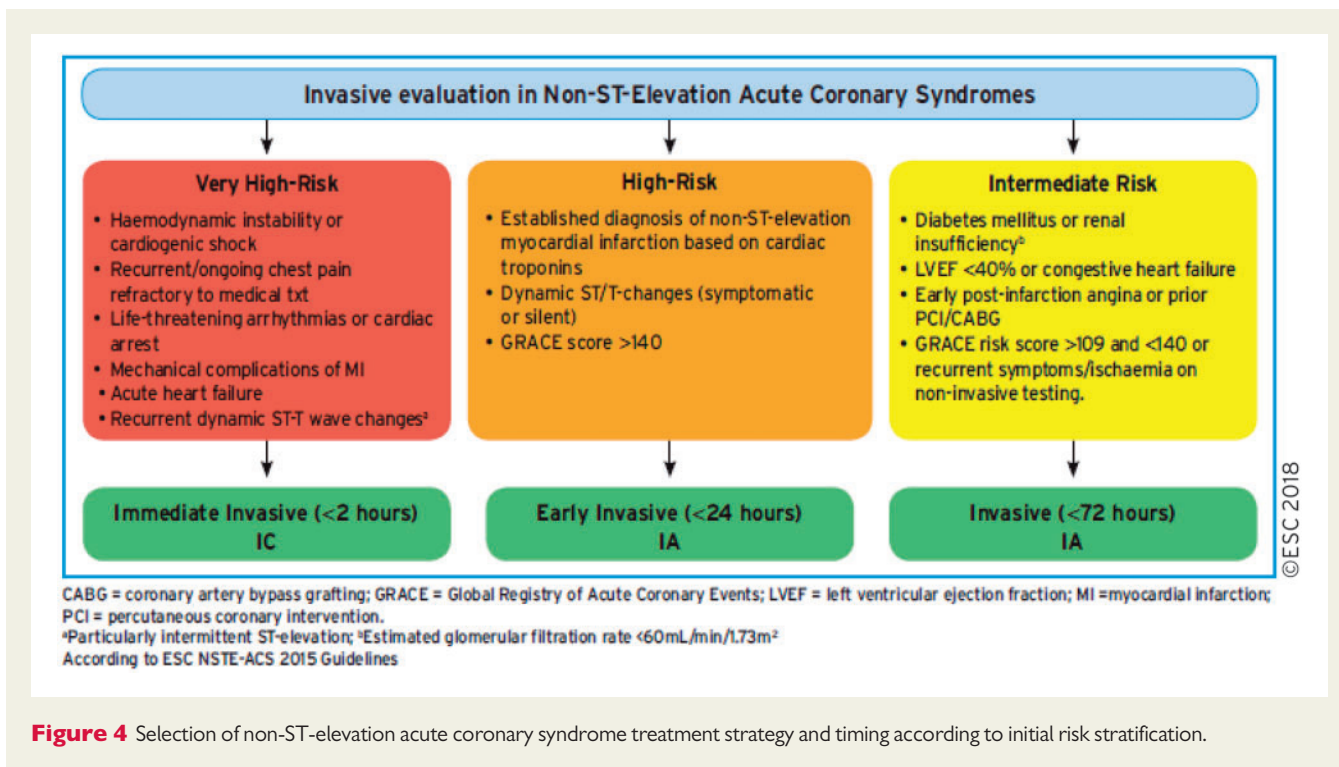 Invasive evaluation in Non-ST-Elevation Acute Coronary Syndromes
Very High-Risk
• Haemodynamic instability or
cardiogenic shock
• Recurrent/ongoing chest pain
refractory to medical txt
• Life-threatening arrhythmias or cardiac
arrest
• Mechanical complications of MI
• Acute heart failure
• Recurrent dynamic ST-T wave changesᵃ
Immediate Invasive (<2 hours)
IC
High-Risk
• Established diagnosis of non-ST-elevation
myocardial infarction based on cardiac
troponins
• Dynamic ST/T-changes (symptomatic
or silent)
• GRACE score >140
Early Invasive (<24 hours)
IA
Intermediate Risk
• Diabetes mellitus or renal
insufficiencyᵇ
• LVEF <40% or congestive heart failure
• Early post-infarction angina or prior
PCI/CABG
• GRACE risk score >109 and <140 or
recurrent symptoms/ischaemia on
non-invasive testing.
Invasive (<72 hours)
IA
©ESC 2018
CABG = coronary artery bypass grafting; GRACE = Global Registry of Acute Coronary Events; LVEF = left ventricular ejection fraction; MI =myocardial infarction;
PCI = percutaneous coronary intervention.
ᵃParticularly intermittent ST-elevation; ᵇEstimated glomerular filtration rate <60mL/min/1.73m²
According to ESC NSTE-ACS 2015 Guidelines
Figure 4 Selection of non-ST-elevation acute coronary syndrome treatment strategy and timing according to initial risk stratification.